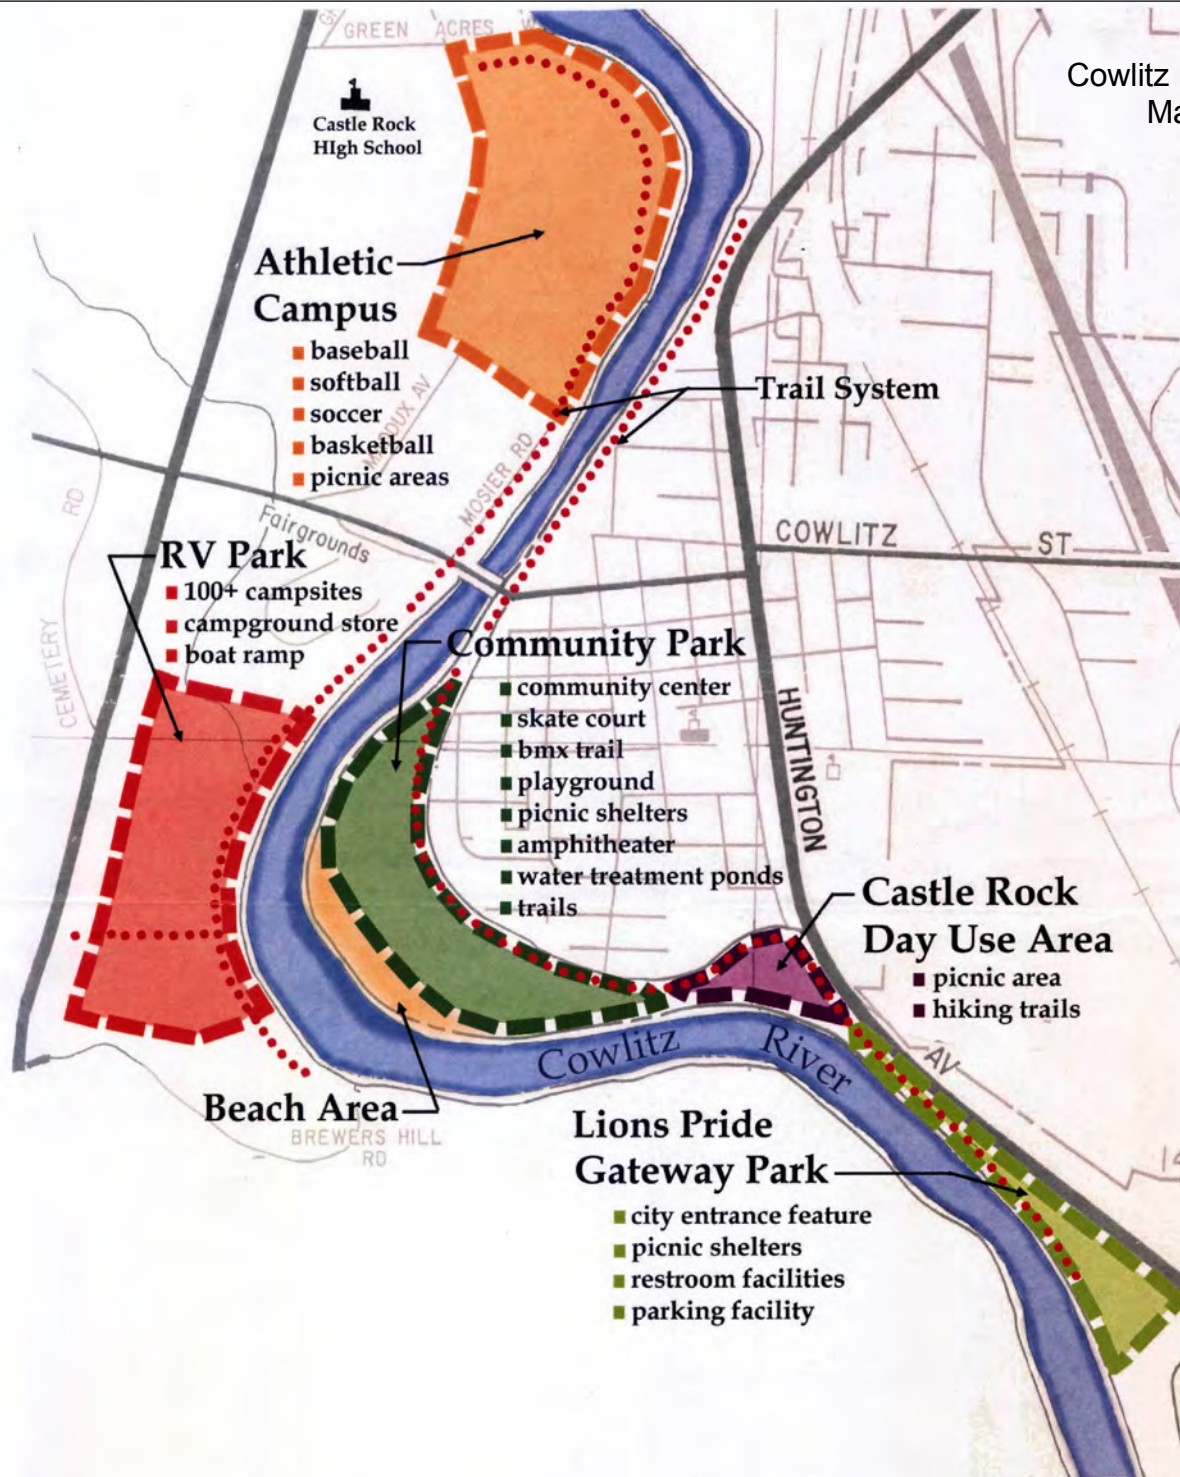 GREEN ACRES W
Cowlitz
Ma
Castle Rock
HIgh School
Athletic
Campus
baseball
softball
soccer
basketball
picnic areas
MOSIER RD
Trail System
RD
Fairgrounds
COWLITZ ST
RV Park
100+ campsites
campground store
boat ramp
CEMETERY
Community Park
community center
skate court
bmx trail
playground
picnic shelters
amphitheater
water treatment ponds
trails
HUNTINGTON
Castle Rock
Day Use Area
picnic area
hiking trails
AV
Cowlitz River
Beach Area
BREWERS HILL
RD
Lions Pride
Gateway Park
city entrance feature
picnic shelters
restroom facilities
parking facility